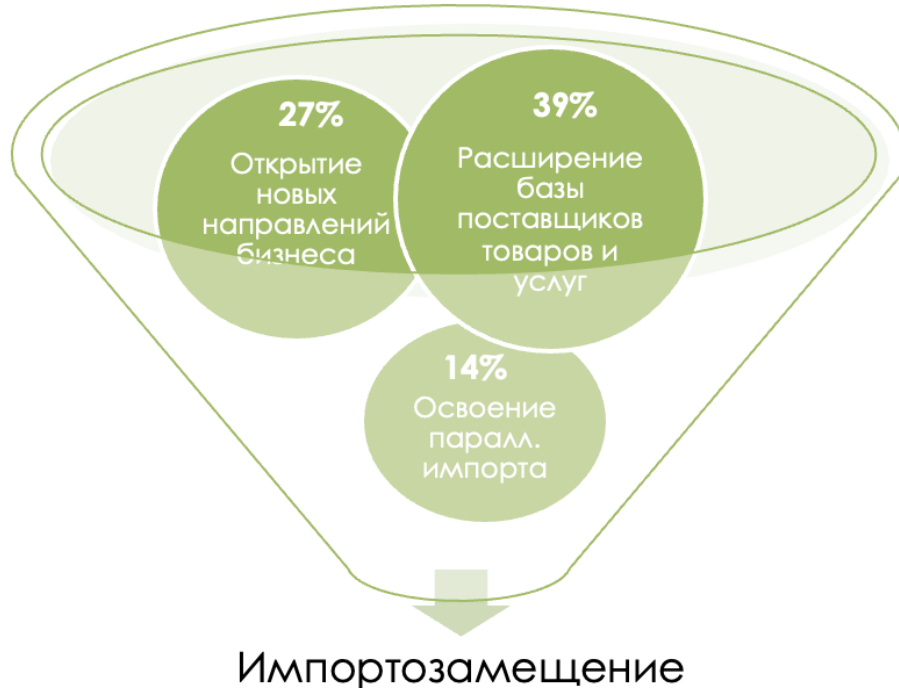 27%
Открытие
новых
направлений
бизнеса
39%
Расширение
базы
поставщиков
товаров и
услуг
14%
Освоение
паралл.
импорта
Импортозамещение